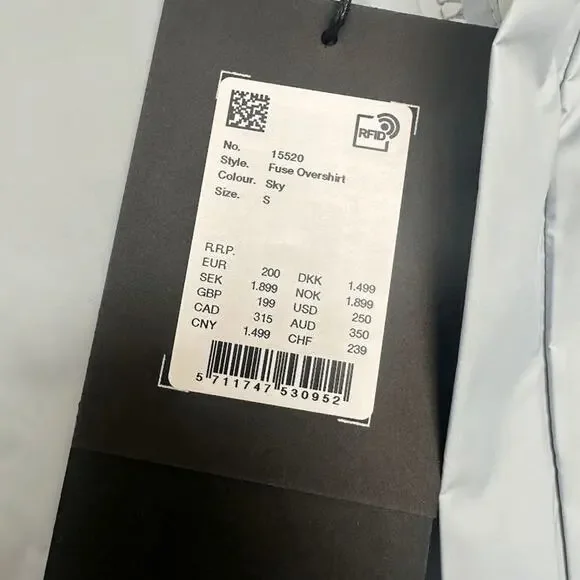 RFID
No. 15520
Style. Fuse Overshirt
Colour. Sky
Size. S
R.R.P.
EUR 200 DKK 1.499
SEK 1.899 NOK 1.899
GBP 199 USD 250
CAD 315 AUD 350
CNY 1.499 CHF 239
5 711747 530952